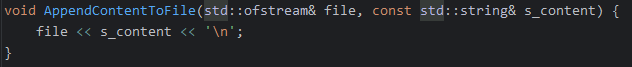 void AppendContentToFile(std::ofstream& file, const std::string& s_content) {
    file << s_content << '\n';
}